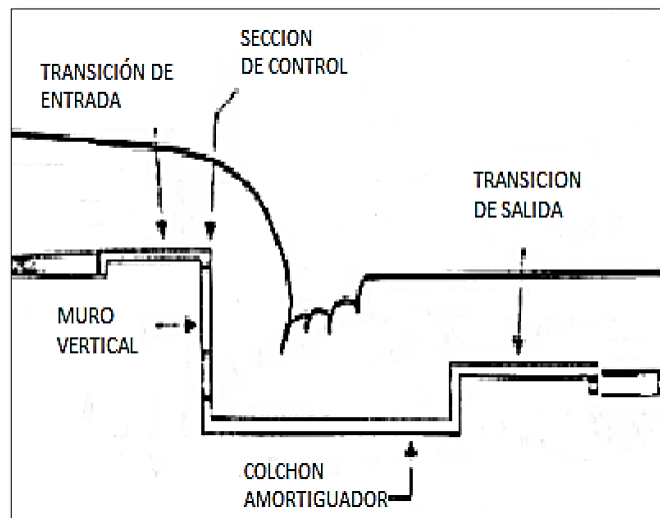 SECCION
DE CONTROL
TRANSICIÓN DE
ENTRADA
TRANSICION
DE SALIDA
MURO
VERTICAL
COLCHON
AMORTIGUADOR